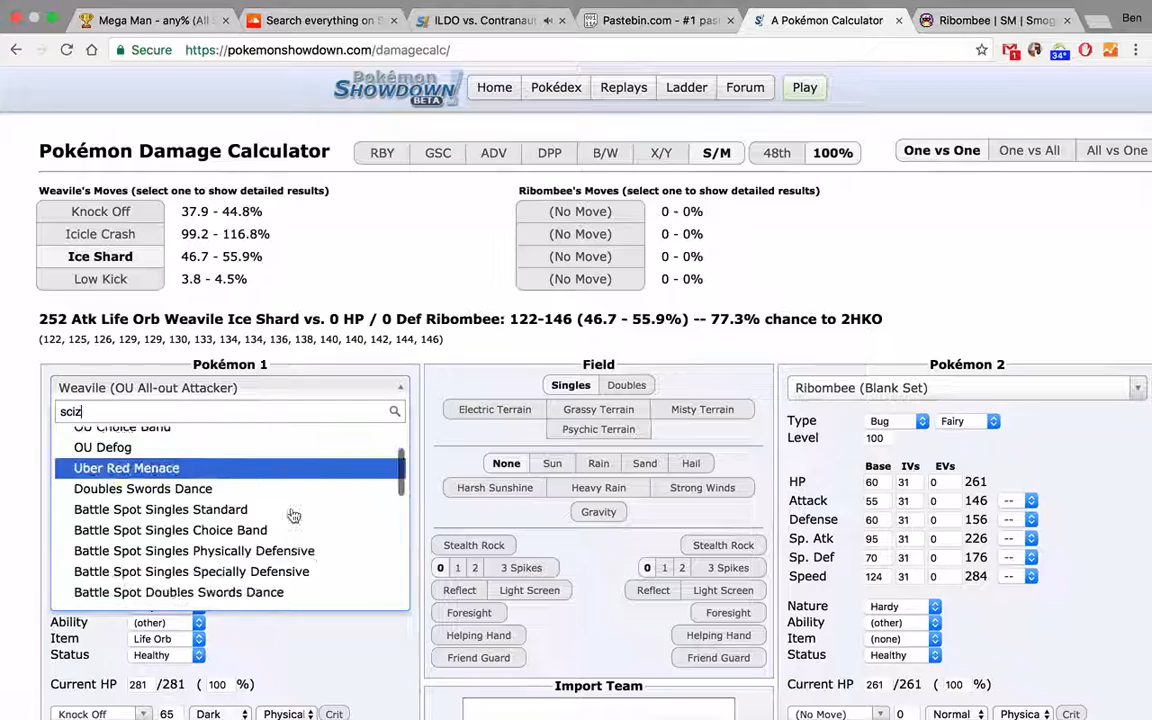 Mega Man - any% (All S
Search everything on S
ILDO vs. Contranau
Pastebin.com - #1 pas
A Pokémon Calculator
Ribombee | SM | Smog
Ben
Secure
https://pokemonshowdown.com/damagecalc/
1
34°
Pokémon
SHOWDOWN
BETA
Home
Pokédex
Replays
Ladder
Forum
Play
Pokémon Damage Calculator
RBY
GSC
ADV
DPP
B/W
X/Y
S/M
48th
100%
One vs One
One vs All
All vs One
Weavile's Moves (select one to show detailed results)
Knock Off 37.9 - 44.8%
Icicle Crash 99.2 - 116.8%
Ice Shard 46.7 - 55.9%
Low Kick 3.8 - 4.5%
Ribombee's Moves (select one to show detailed results)
(No Move) 0 - 0%
(No Move) 0 - 0%
(No Move) 0 - 0%
(No Move) 0 - 0%
252 Atk Life Orb Weavile Ice Shard vs. 0 HP / 0 Def Ribombee: 122-146 (46.7 - 55.9%) -- 77.3% chance to 2HKO
(122, 125, 126, 129, 129, 130, 133, 134, 134, 136, 138, 140, 140, 142, 144, 146)
Pokémon 1
Weavile (OU All-out Attacker)
sciz
OU Choice Band
OU Defog
Uber Red Menace
Doubles Swords Dance
Battle Spot Singles Standard
Battle Spot Singles Choice Band
Battle Spot Singles Physically Defensive
Battle Spot Singles Specially Defensive
Battle Spot Doubles Swords Dance
Ability (other)
Item Life Orb
Status Healthy
Current HP 281 /281 ( 100 %)
Knock Off 65 Dark Physical Crit
Field
Singles Doubles
Electric Terrain Grassy Terrain Misty Terrain
Psychic Terrain
None Sun Rain Sand Hail
Harsh Sunshine Heavy Rain Strong Winds
Gravity
Stealth Rock Stealth Rock
0 1 2 3 Spikes 0 1 2 3 Spikes
Reflect Light Screen Reflect Light Screen
Foresight Foresight
Helping Hand Helping Hand
Friend Guard Friend Guard
Import Team
Pokémon 2
Ribombee (Blank Set)
Type Bug Fairy
Level 100
Base IVs EVs
HP 60 31 0 261
Attack 55 31 0 146 --
Defense 60 31 0 156 --
Sp. Atk 95 31 0 226 --
Sp. Def 70 31 0 176 --
Speed 124 31 0 284 --
Nature Hardy
Ability (other)
Item (none)
Status Healthy
Current HP 261 /261 ( 100 %)
(No Move) 0 Normal Physica Crit